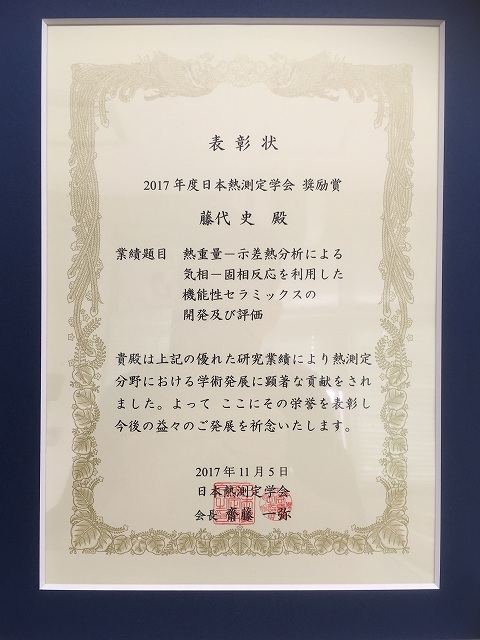 表彰状
2017年度日本熱測定学会 奨励賞
藤代 史 殿
業績題目 熱重量－示差熱分析による
気相－固相反応を利用した
機能性セラミックスの
開発及び評価
貴殿は上記の優れた研究業績により熱測定
分野における学術発展に顕著な貢献をされ
ました。よって ここにその栄誉を表彰し
今後の益々のご発展を祈念いたします。
2017年11月5日
日本熱測定学会
会長 齋藤 一弥